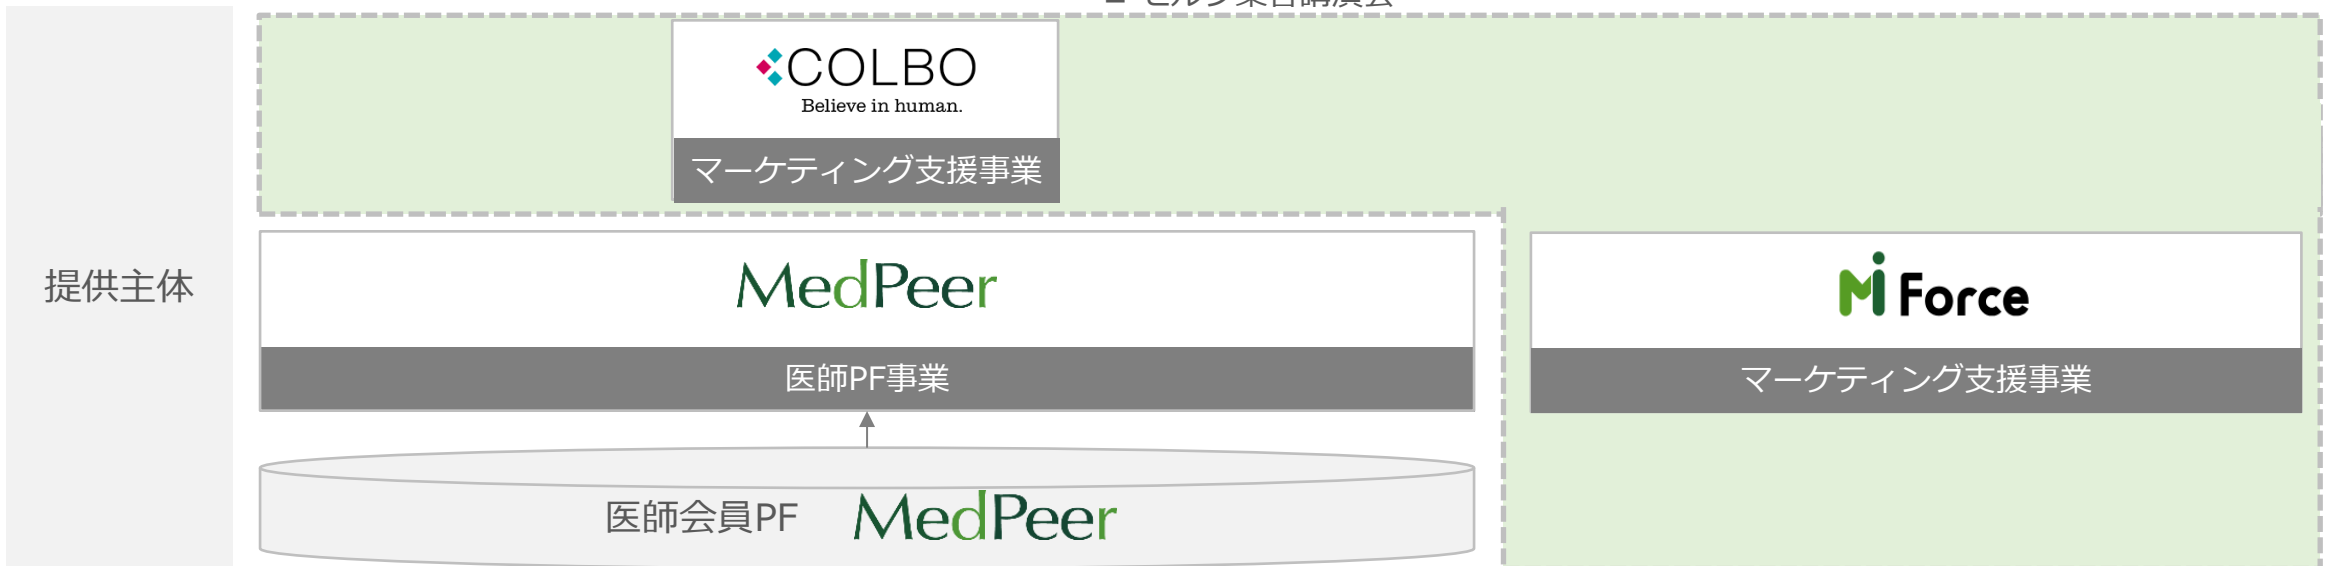 COLBO
Believe in human.
マーケティング支援事業
提供主体
MedPeer
医師PF事業
Mi Force
マーケティング支援事業
医師会員PF MedPeer